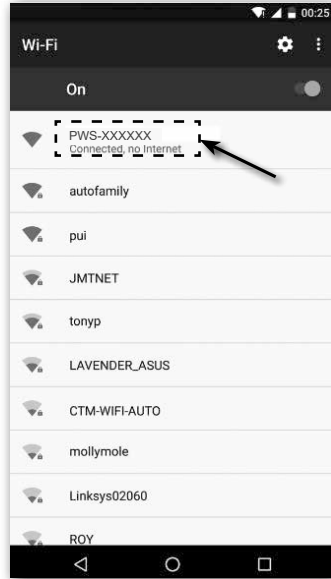 00:25
Wi-Fi
On
PWS-XXXXXX
Connected, no Internet
autofamily
pui
JMTNET
tonyp
LAVENDER_ASUS
CTM-WIFI-AUTO
mollymole
Linksys02060
ROY